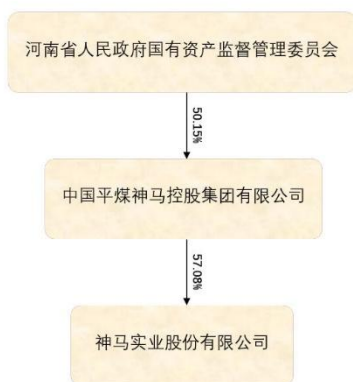 河南省人民政府国有资产监督管理委员会
50.15%
中国平煤神马控股集团有限公司
57.08%
神马实业股份有限公司